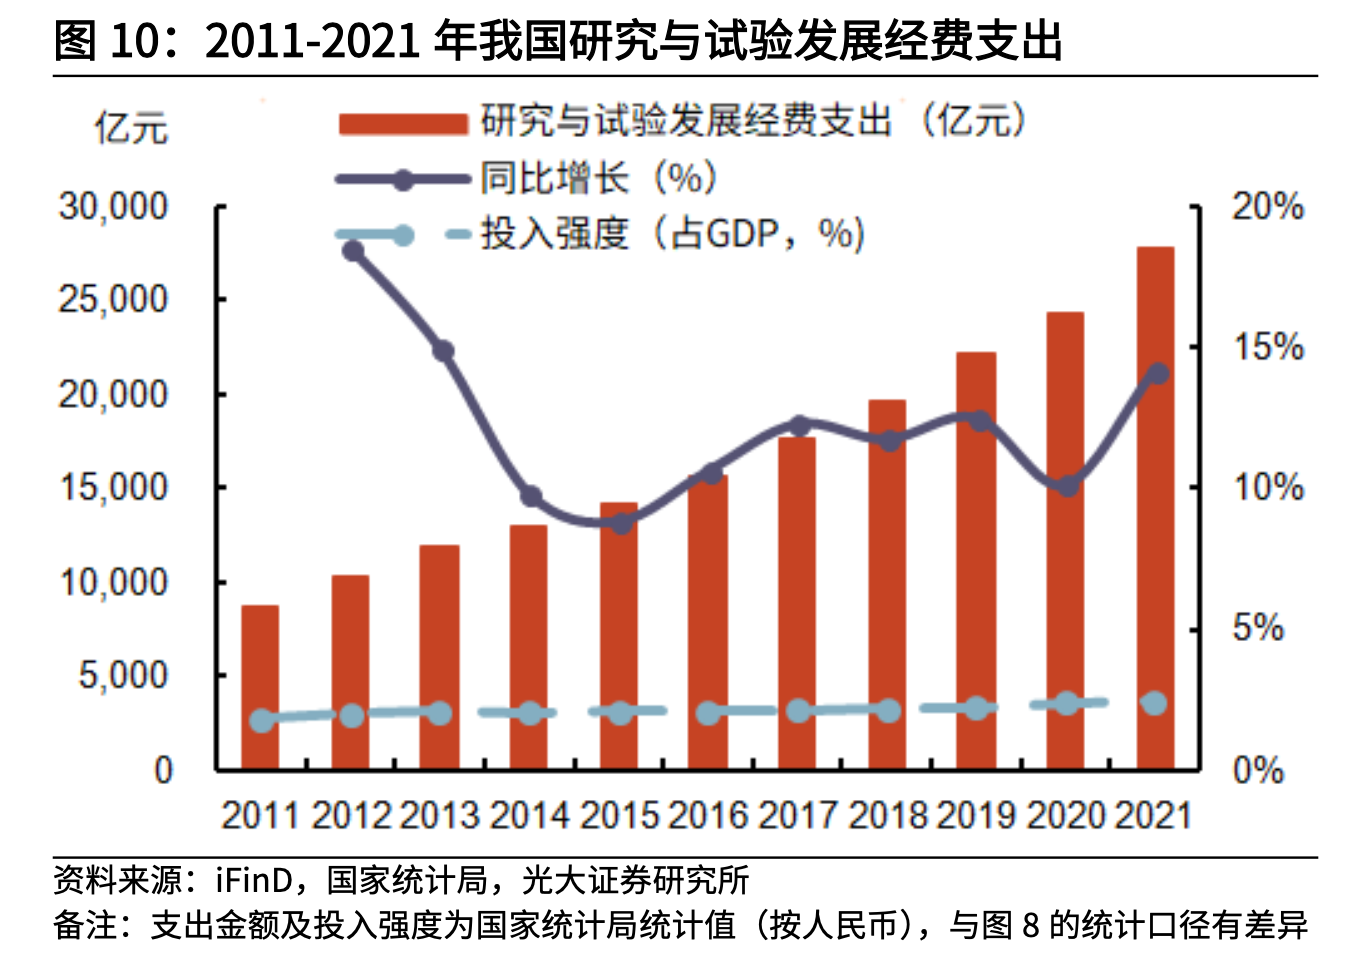 图 10：2011-2021 年我国研究与试验发展经费支出
亿元
研究与试验发展经费支出（亿元）
同比增长（%）
投入强度（占GDP，%)
30,000
25,000
20,000
15,000
10,000
5,000
0
20%
15%
10%
5%
0%
2011 2012 2013 2014 2015 2016 2017 2018 2019 2020 2021
资料来源：iFinD，国家统计局，光大证券研究所
备注：支出金额及投入强度为国家统计局统计值（按人民币），与图 8 的统计口径有差异